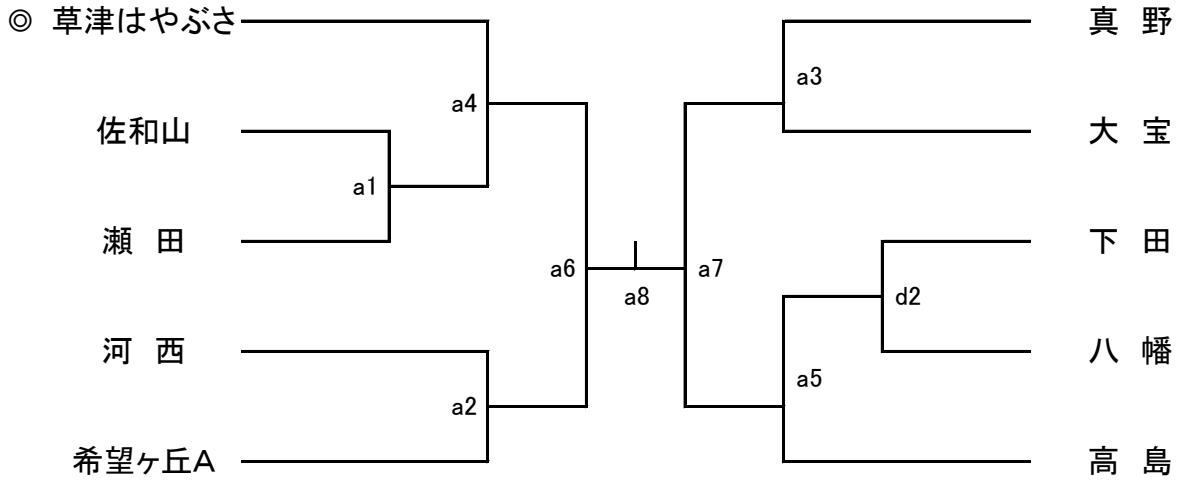 ◎ 草津はやぶさ
真　野
a3
a4
佐和山
大　宝
a1
瀬　田
下　田
a6
a7
a8
d2
河　西
八　幡
a5
a2
希望ヶ丘A
高　島